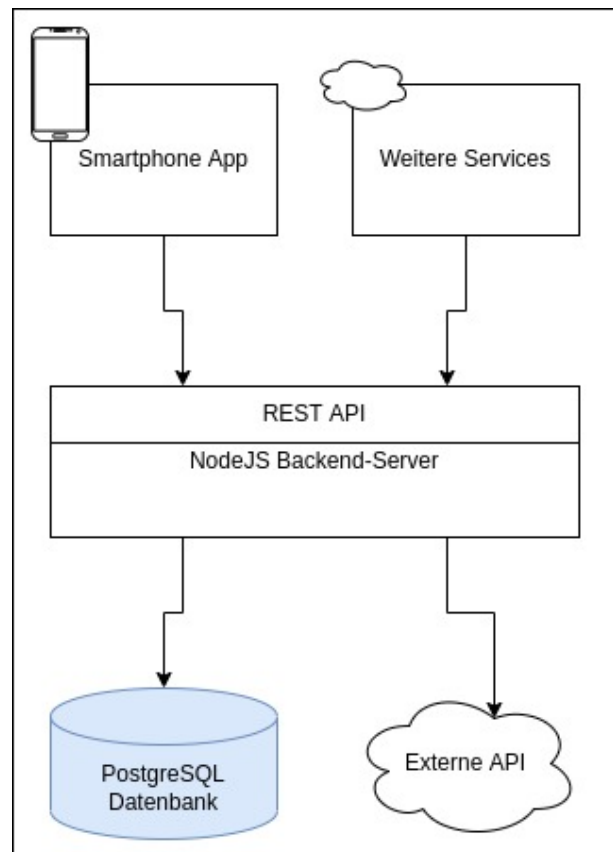 Smartphone App
Weitere Services
REST API
NodeJS Backend-Server
PostgreSQL
Datenbank
Externe API